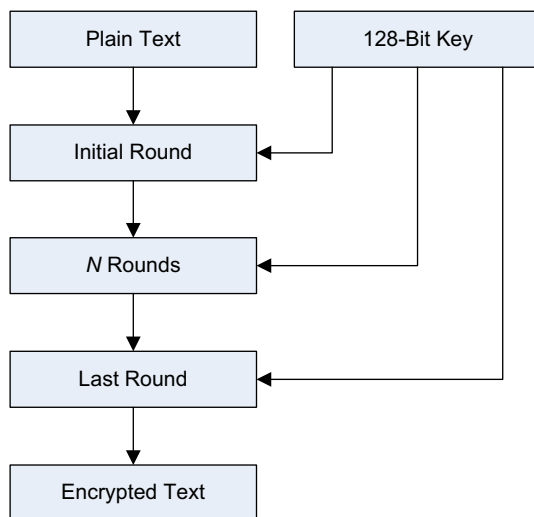 Plain Text
128-Bit Key
Initial Round
N Rounds
Last Round
Encrypted Text